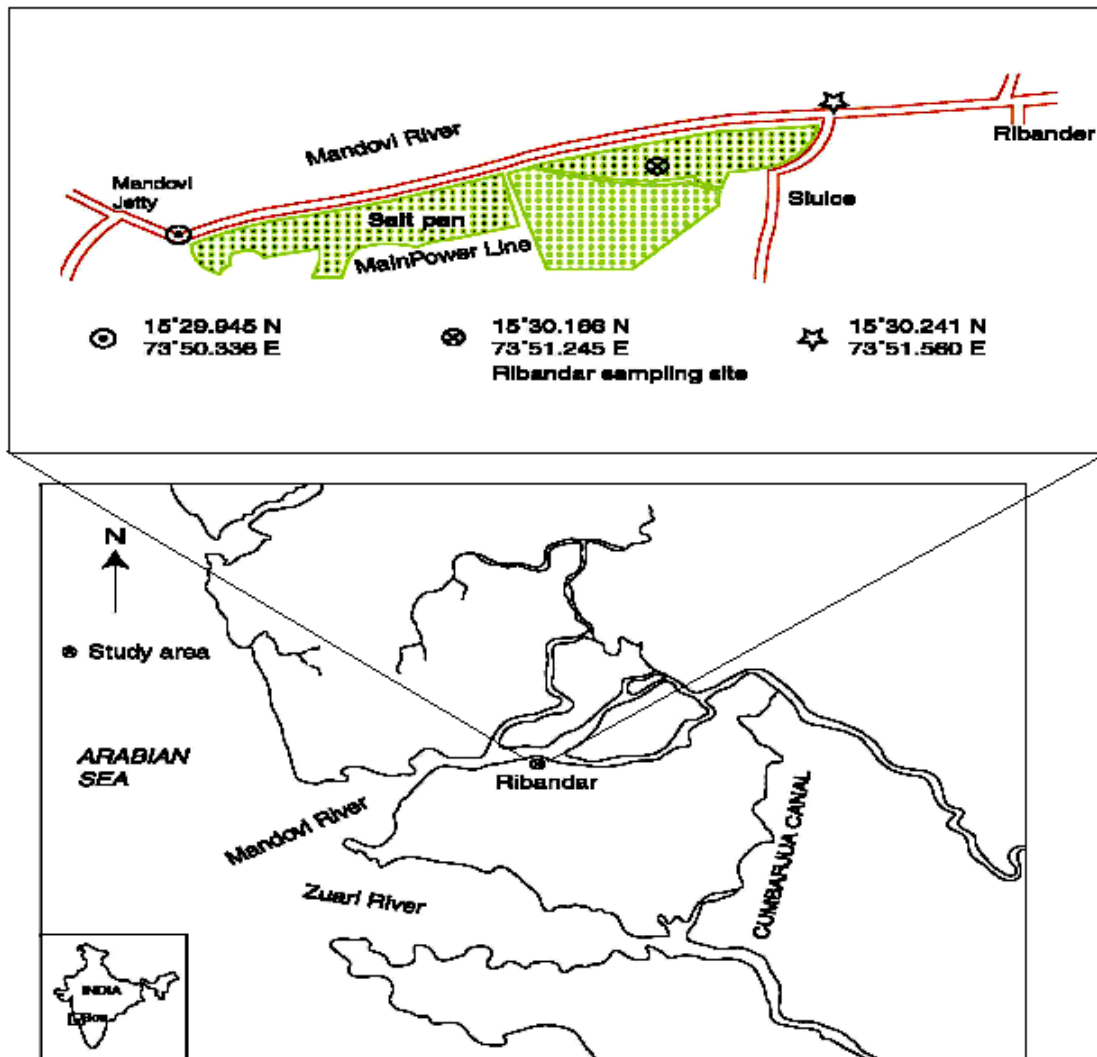 Mandovi River
Ribander
Mandovi
Jetty
Sluice
Salt pan
MainPower Line
15°29.945 N
73°50.336 E
15°30.166 N
73°51.245 E
Ribandar sampling site
15°30.241 N
73°51.560 E
N
Study area
ARABIAN
SEA
Ribandar
Mandovi River
CUMBARJUA CANAL
Zuari River
INDIA
Goa